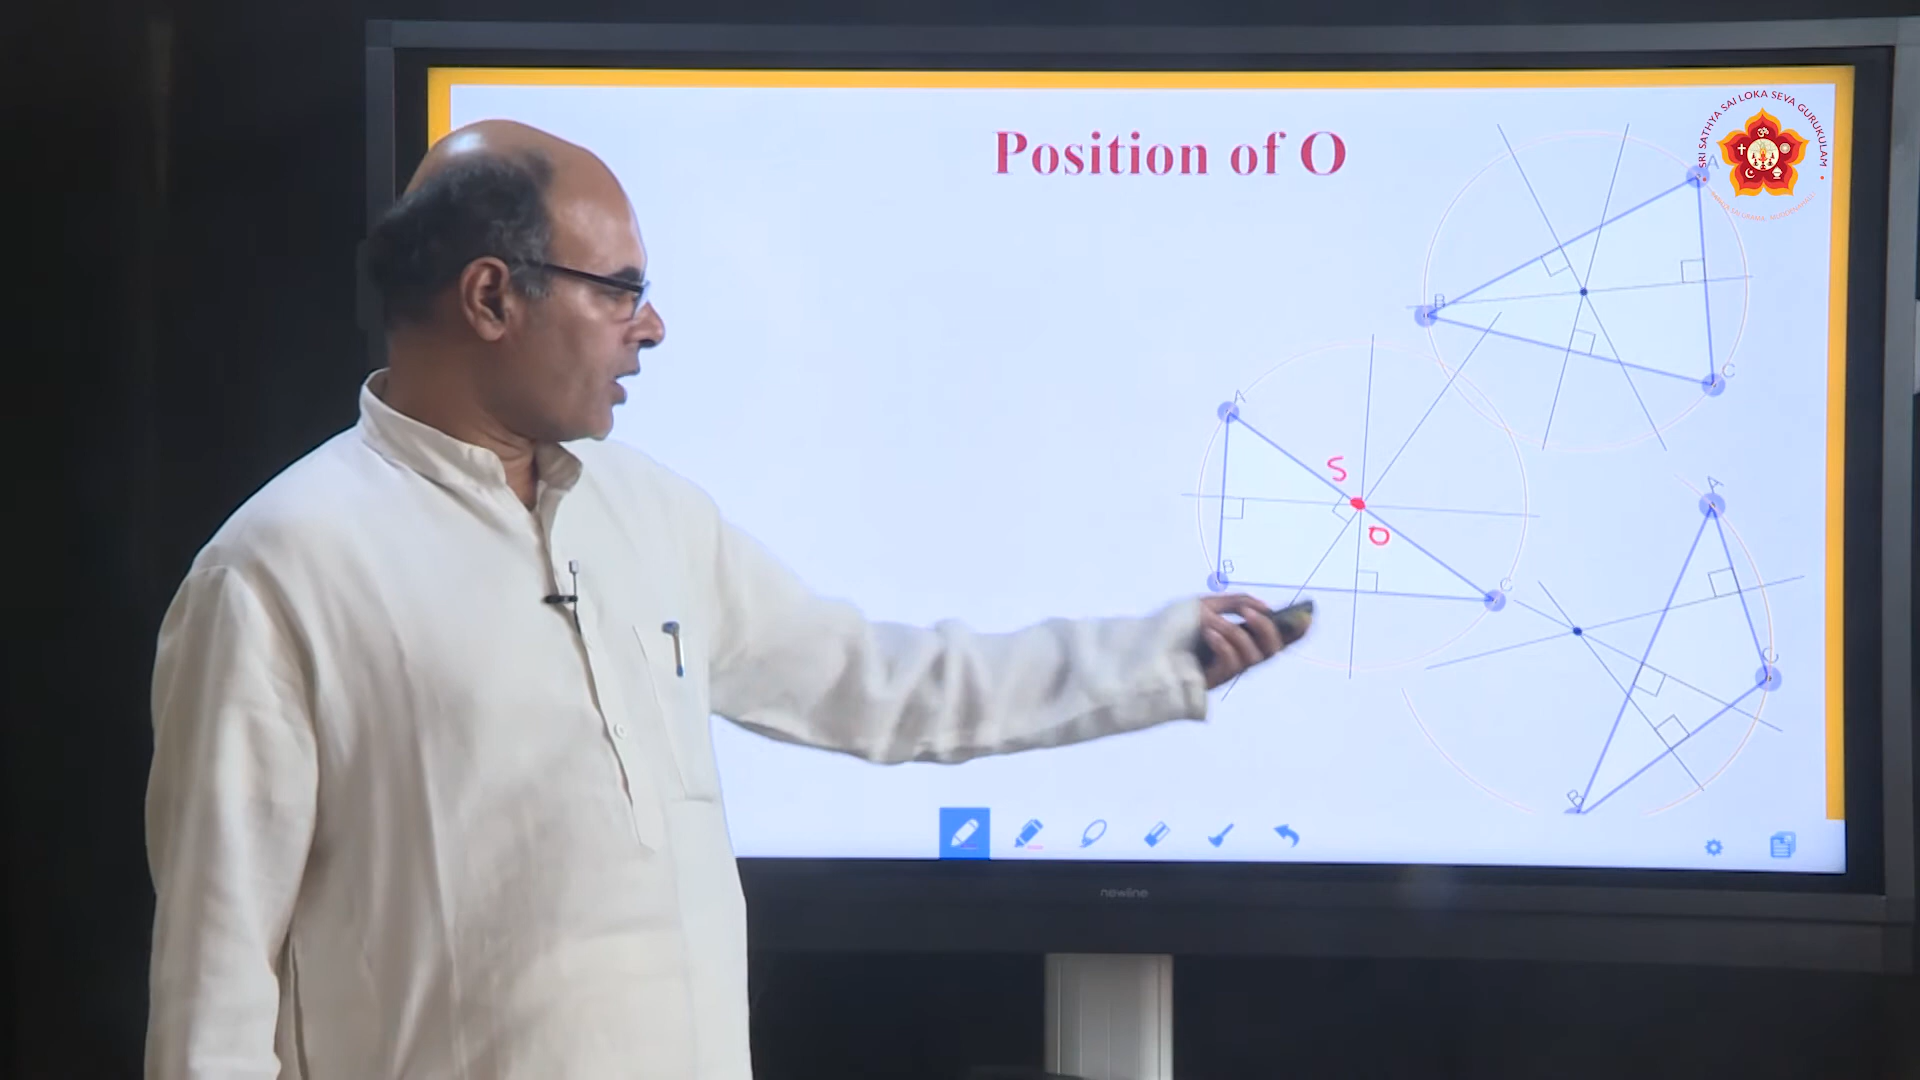 Position of O
SRI SATHYA SAI LOKA SEVA GURUKULAM
A
B
C
A
S
O
B
C
A
C
B
newline